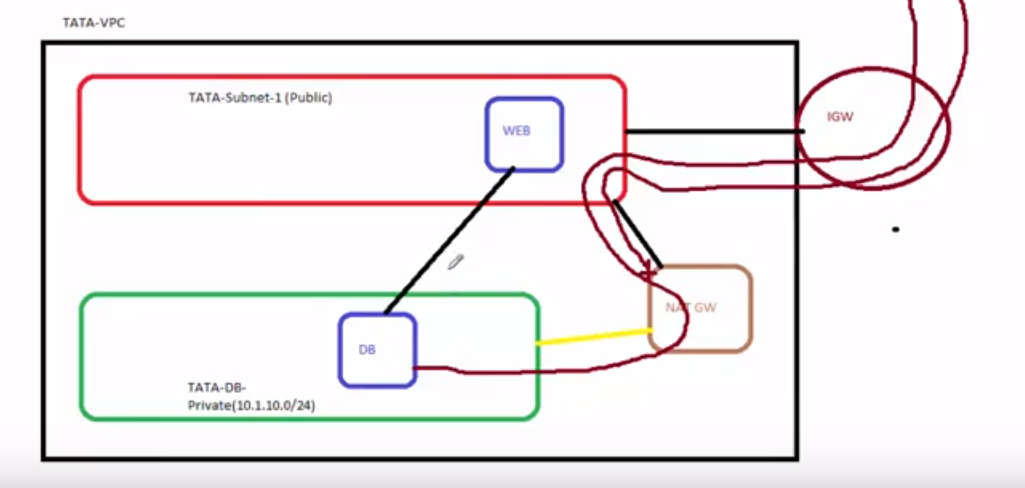 TATA-VPC
TATA-Subnet-1 (Public)
WEB
IGW
NAT GW
DB
TATA-DB-
Private(10.1.10.0/24)